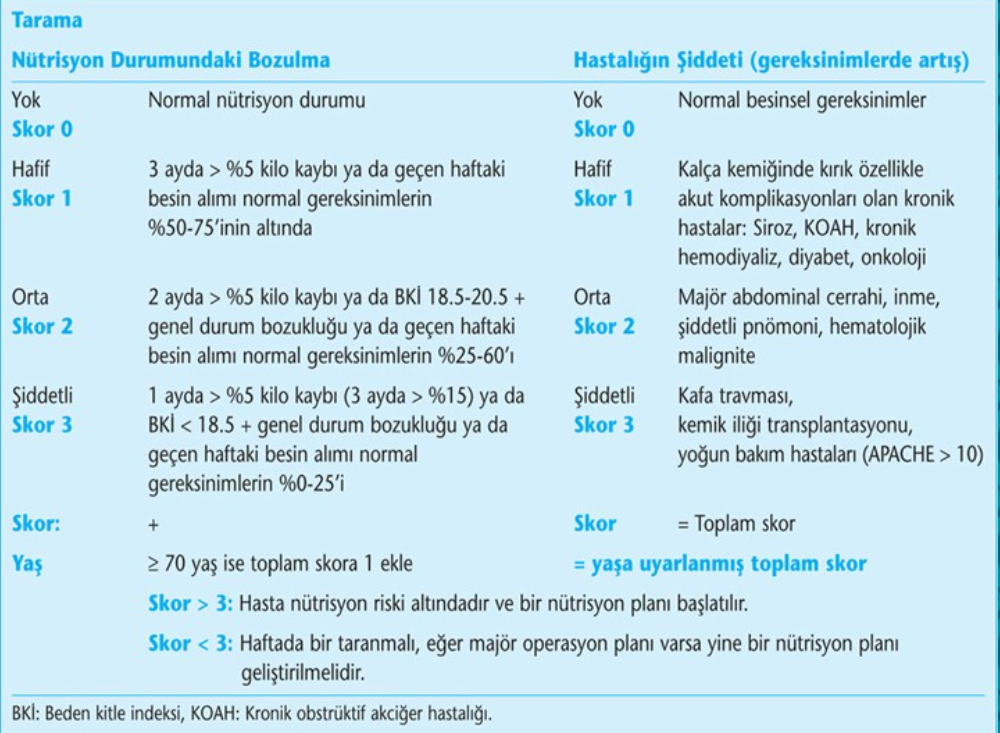 Tarama
Nütrisyon Durumundaki Bozulma
Hastalığın Şiddeti (gereksinimlerde artış)
Yok
Skor 0
Normal nütrisyon durumu
Yok
Skor 0
Normal besinsel gereksinimler
Hafif
Skor 1
3 ayda > %5 kilo kaybı ya da geçen haftaki
besin alımı normal gereksinimlerin
%50-75'inin altında
Hafif
Skor 1
Kalça kemiğinde kırık özellikle
akut komplikasyonları olan kronik
hastalar: Siroz, KOAH, kronik
hemodiyaliz, diyabet, onkoloji
Orta
Skor 2
2 ayda > %5 kilo kaybı ya da BKİ 18.5-20.5 +
genel durum bozukluğu ya da geçen haftaki
besin alımı normal gereksinimlerin %25-60'ı
Orta
Skor 2
Majör abdominal cerrahi, inme,
şiddetli pnömoni, hematolojik
malignite
Şiddetli
Skor 3
1 ayda > %5 kilo kaybı (3 ayda > %15) ya da
BKİ < 18.5 + genel durum bozukluğu ya da
geçen haftaki besin alımı normal
gereksinimlerin %0-25'i
Şiddetli
Skor 3
Kafa travması,
kemik iliği transplantasyonu,
yoğun bakım hastaları (APACHE > 10)
Skor:
+
Skor
= Toplam skor
Yaş
≥ 70 yaş ise toplam skora 1 ekle
= yaşa uyarlanmış toplam skor
Skor > 3: Hasta nütrisyon riski altındadır ve bir nütrisyon planı başlatılır.
Skor < 3: Haftada bir taranmalı, eğer majör operasyon planı varsa yine bir nütrisyon planı
geliştirilmelidir.
BKİ: Beden kitle indeksi, KOAH: Kronik obstrüktif akciğer hastalığı.